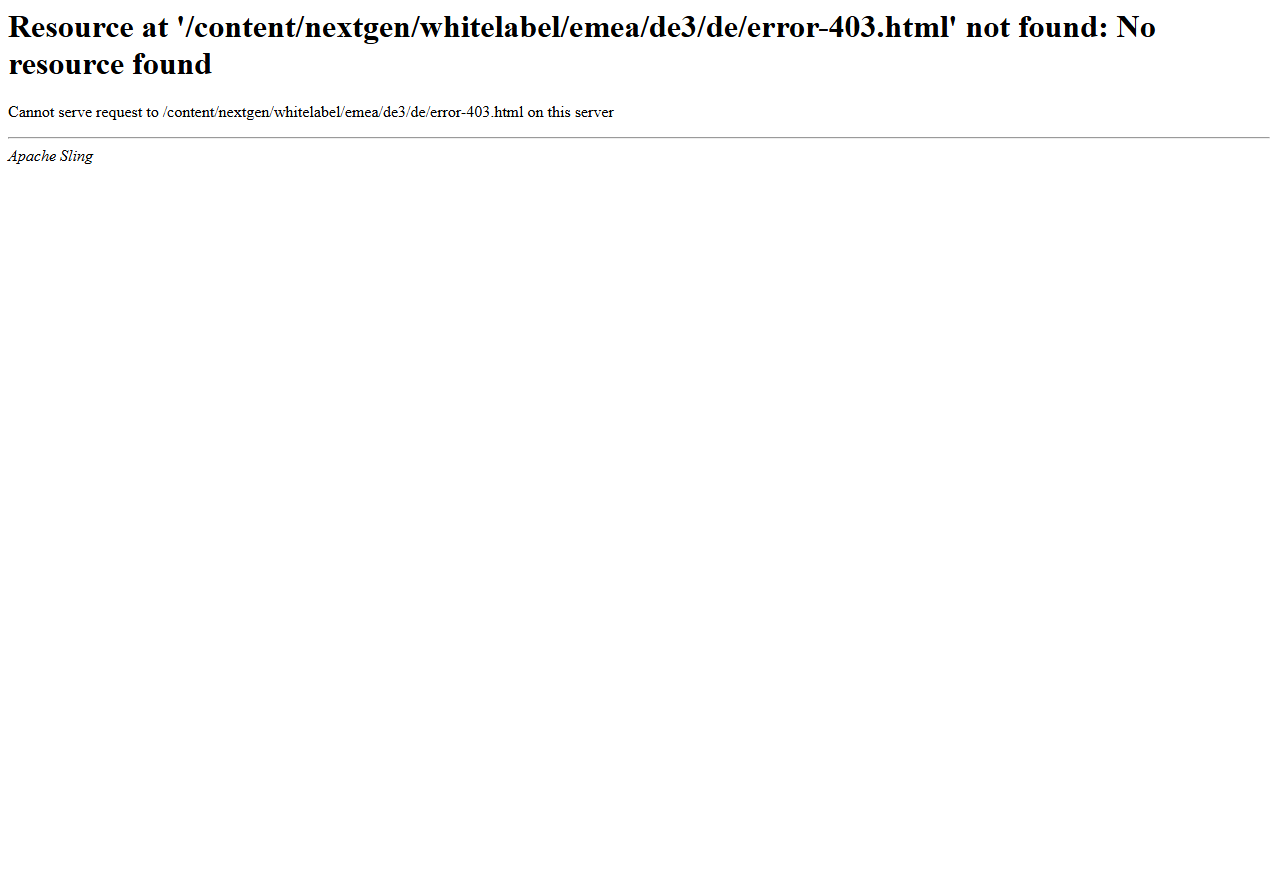 Resource at '/content/nextgen/whitelabel/emea/de3/de/error-403.html' not found: No
resource found
Cannot serve request to /content/nextgen/whitelabel/emea/de3/de/error-403.html on this server
Apache Sling